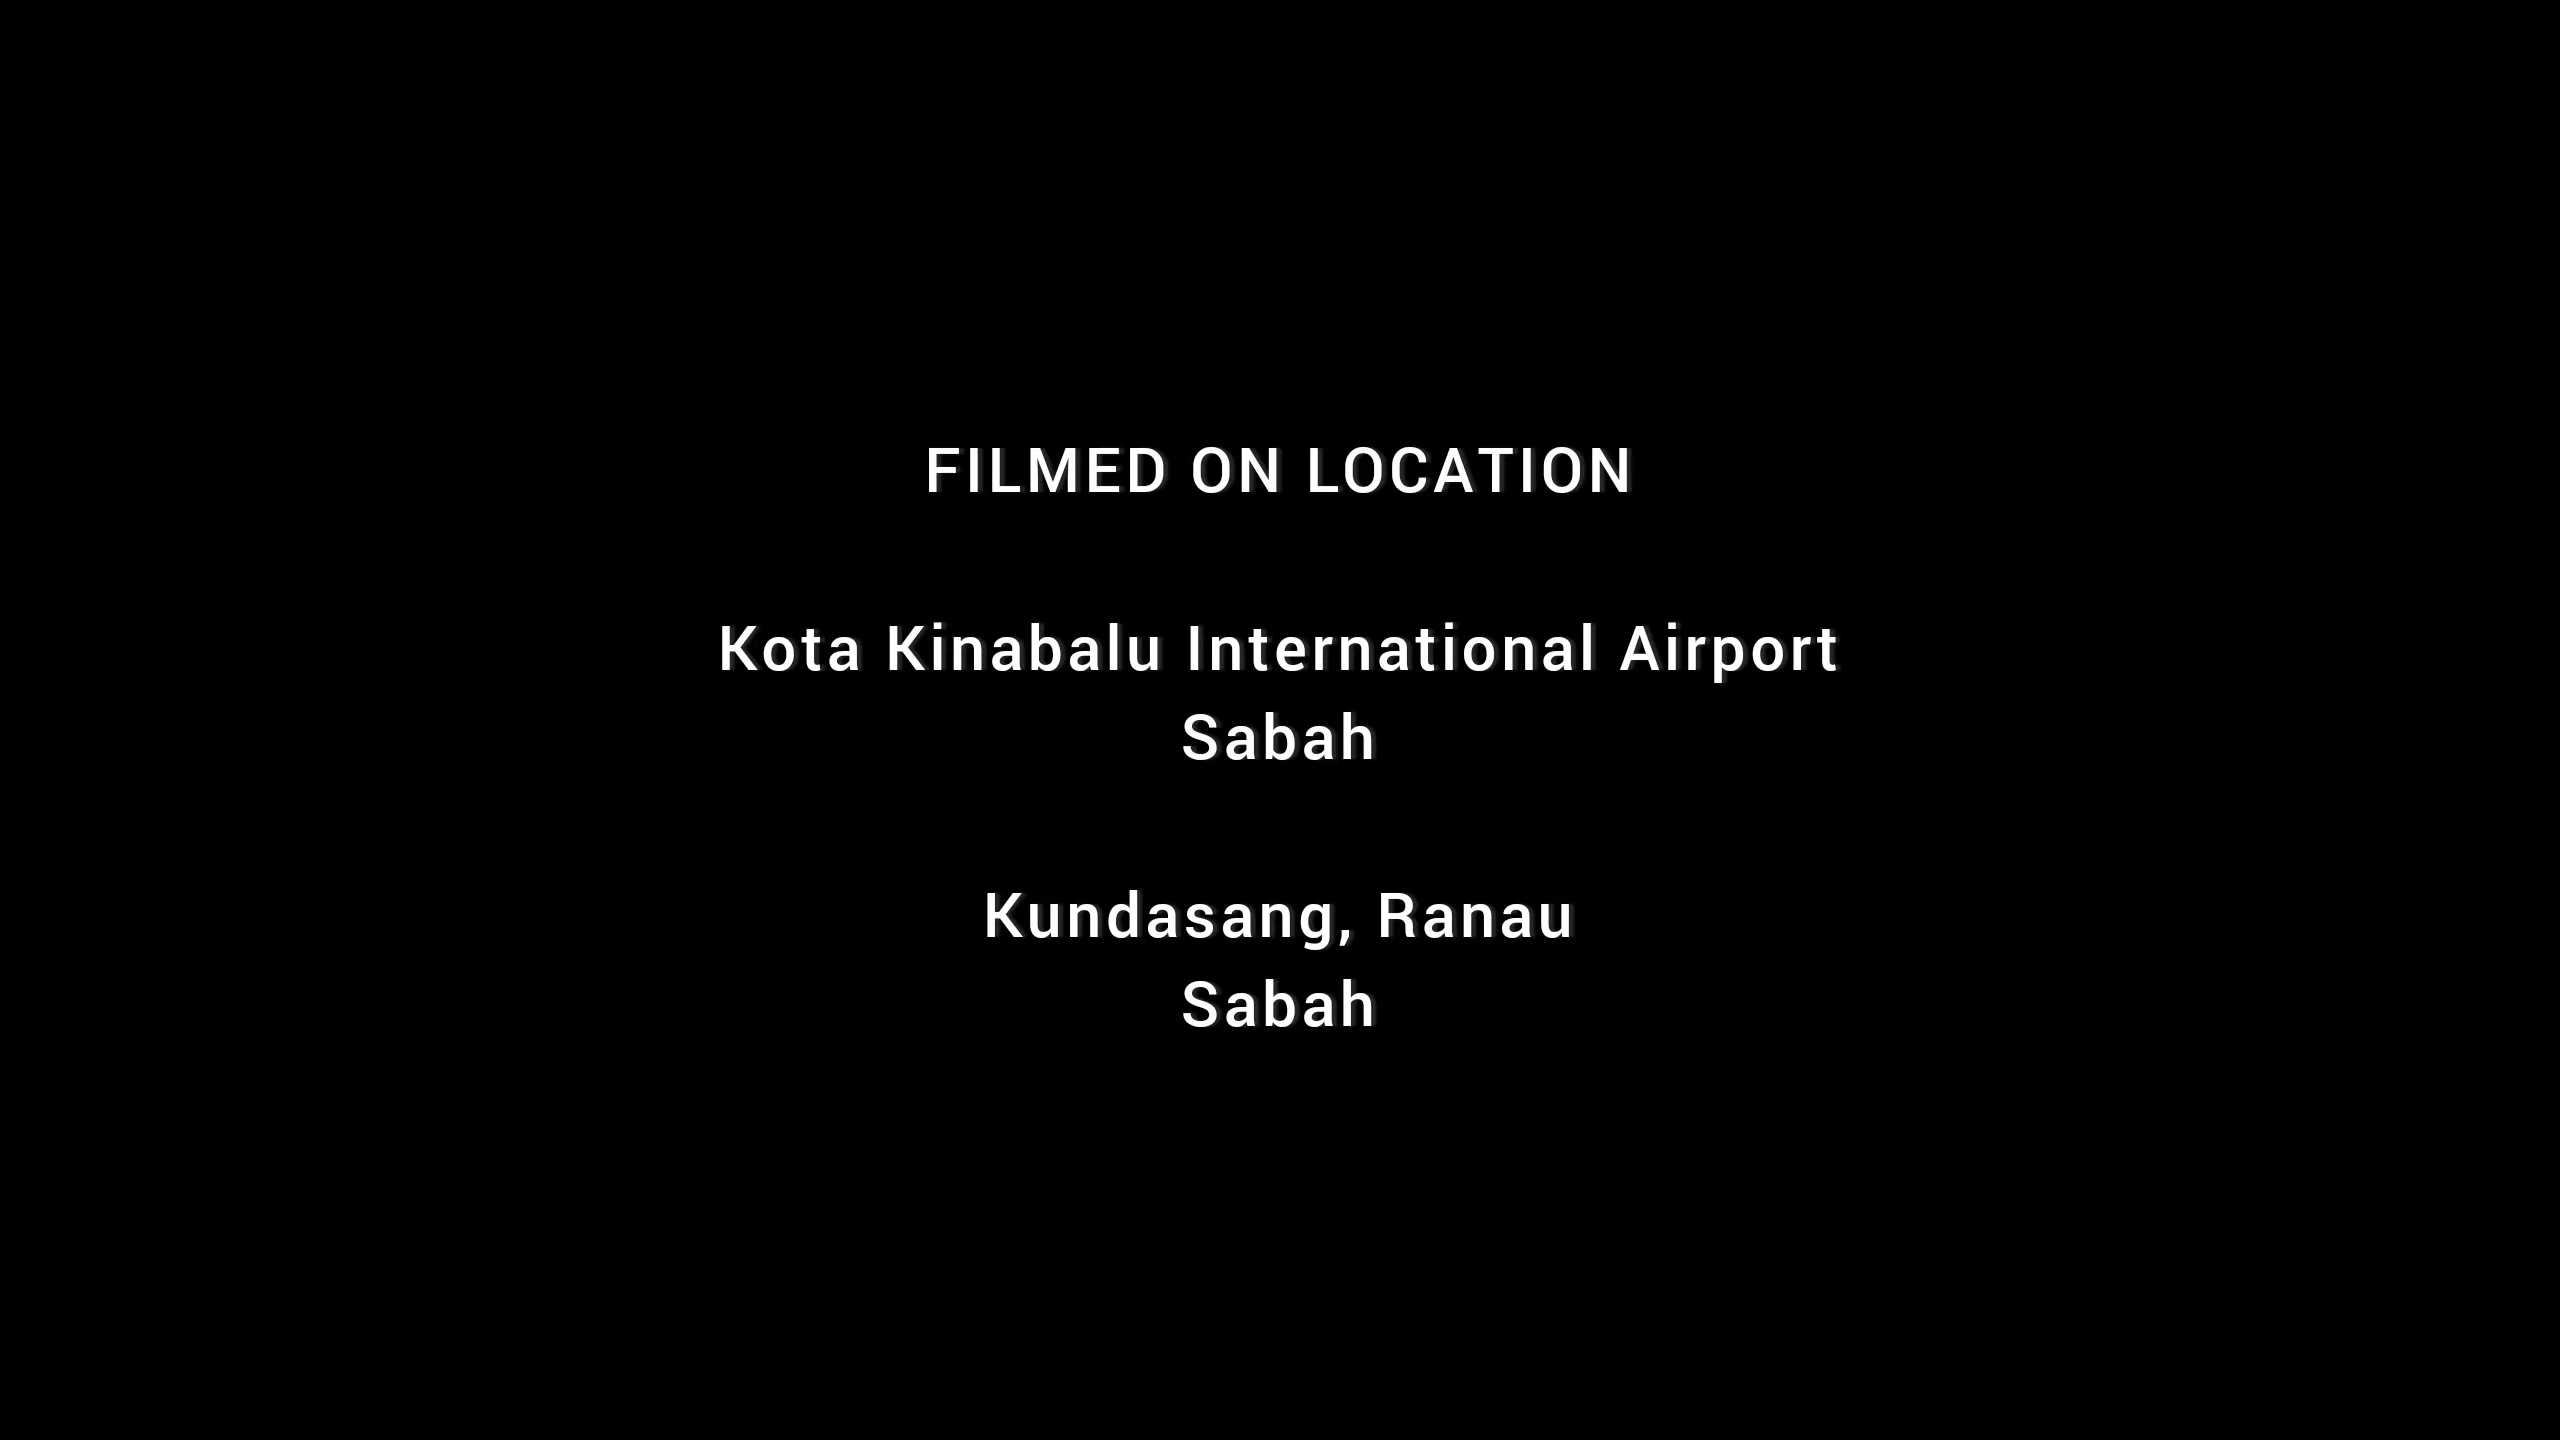 FILMED ON LOCATION
Kota Kinabalu International Airport
Sabah
Kundasang, Ranau
Sabah